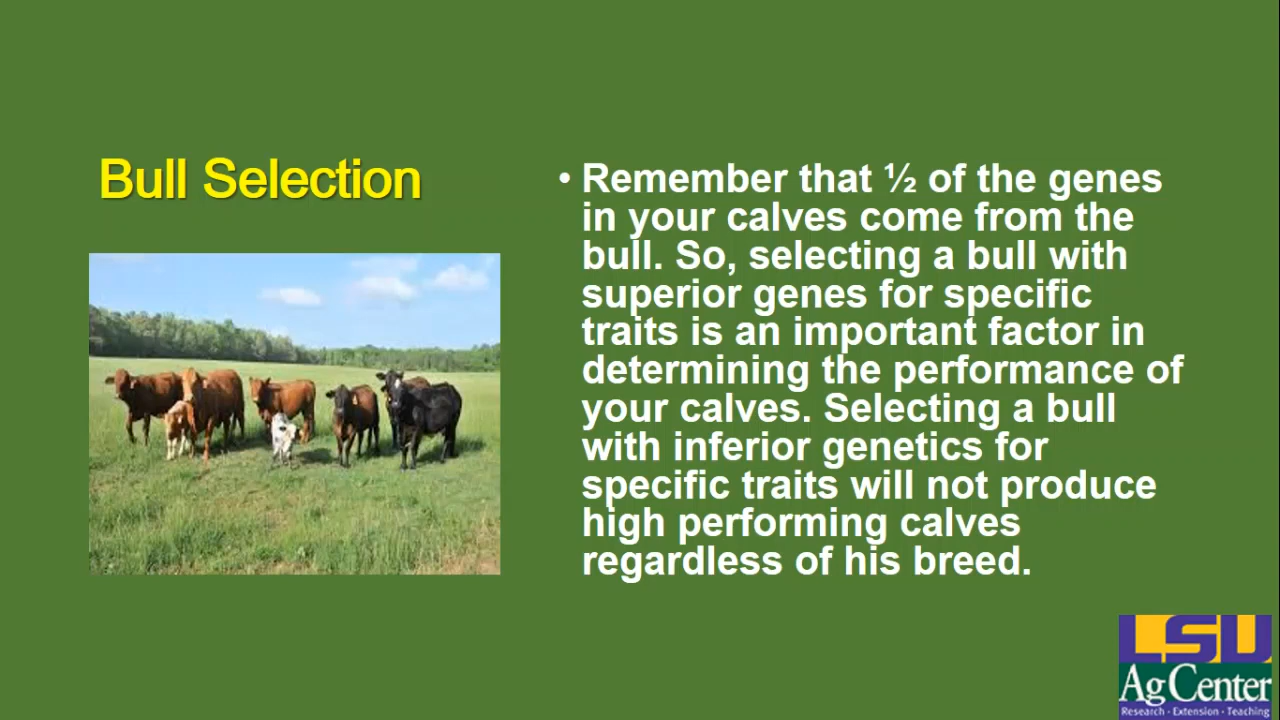 Bull Selection
• Remember that ½ of the genes
in your calves come from the
bull. So, selecting a bull with
superior genes for specific
traits is an important factor in
determining the performance of
your calves. Selecting a bull
with inferior genetics for
specific traits will not produce
high performing calves
regardless of his breed.
LSU
AgCenter
Research · Extension · Teaching